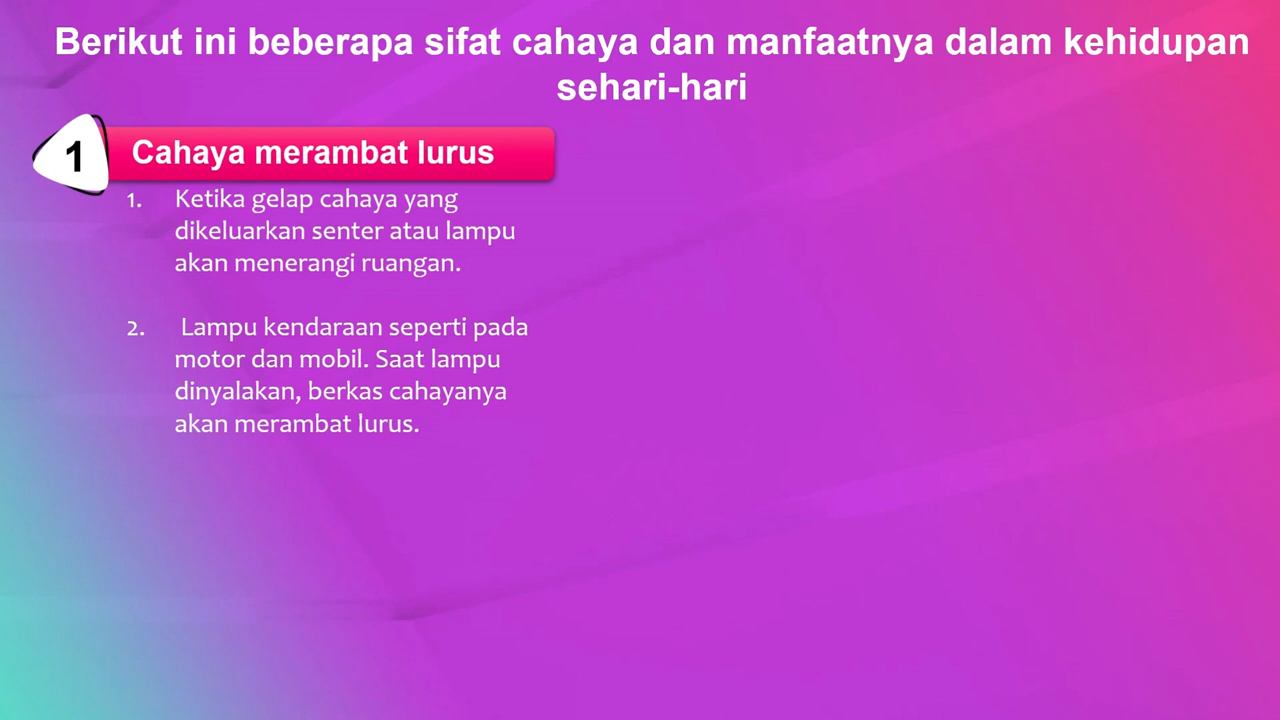 Berikut ini beberapa sifat cahaya dan manfaatnya dalam kehidupan
sehari-hari
1 Cahaya merambat lurus
1. Ketika gelap cahaya yang
dikeluarkan senter atau lampu
akan menerangi ruangan.
2. Lampu kendaraan seperti pada
motor dan mobil. Saat lampu
dinyalakan, berkas cahayanya
akan merambat lurus.